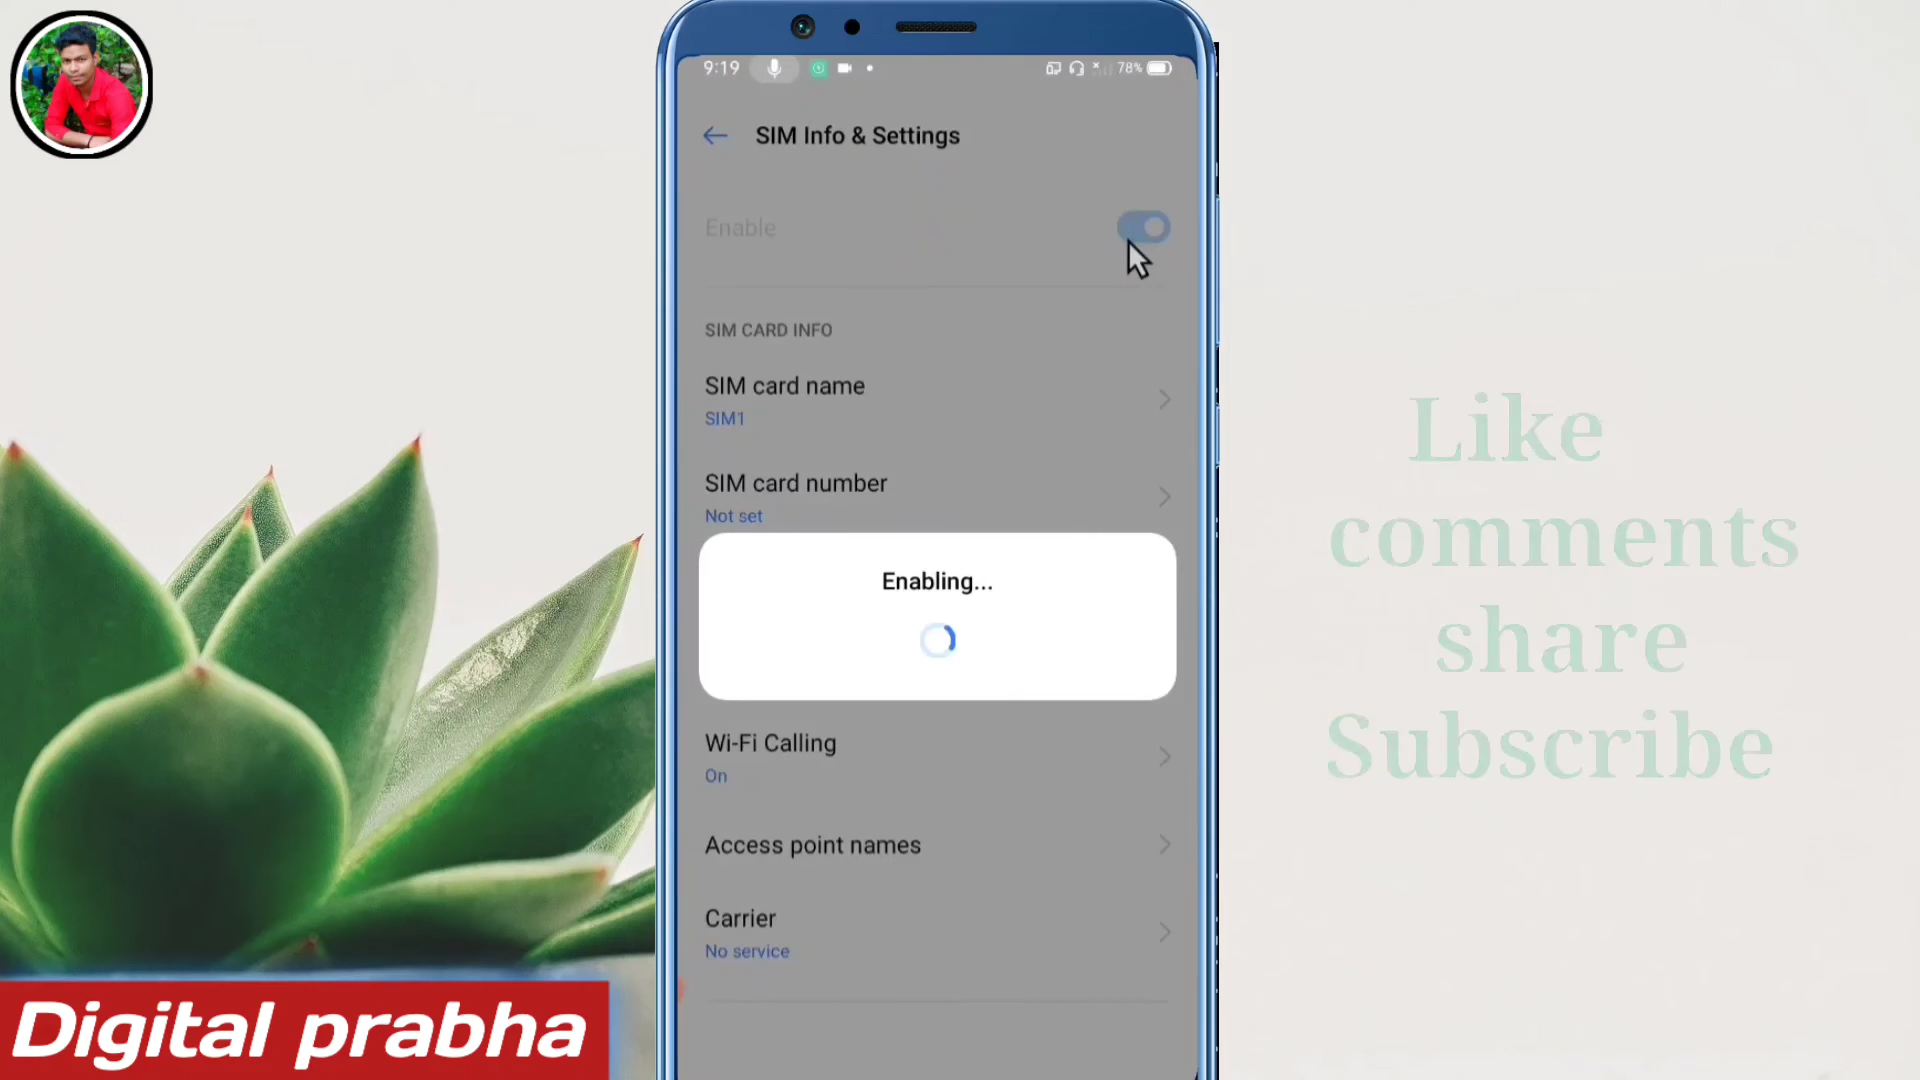 9:19
78%
SIM Info & Settings
Enable
SIM CARD INFO
SIM card name
SIM1
SIM card number
Not set
Enabling...
Wi-Fi Calling
On
Access point names
Carrier
No service
Like
comments
share
Subscribe
Digital prabha